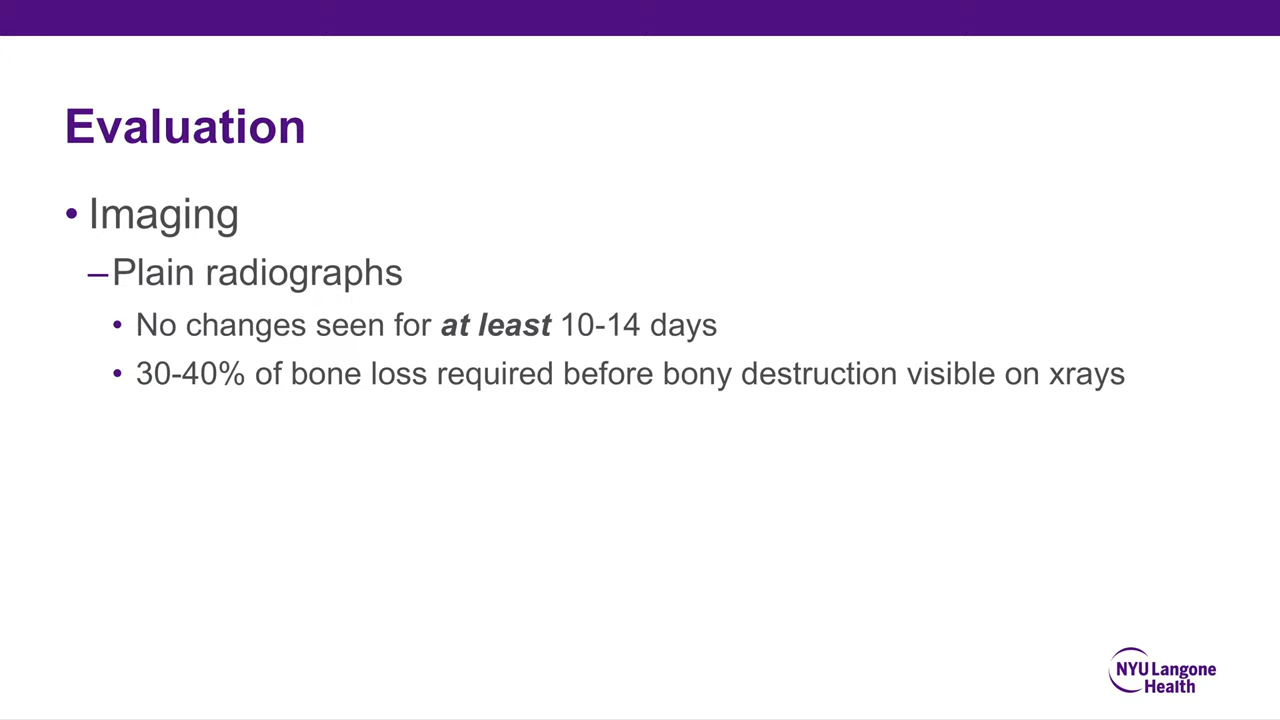 Evaluation
• Imaging
–Plain radiographs
• No changes seen for at least 10-14 days
• 30-40% of bone loss required before bony destruction visible on xrays
NYU Langone
Health